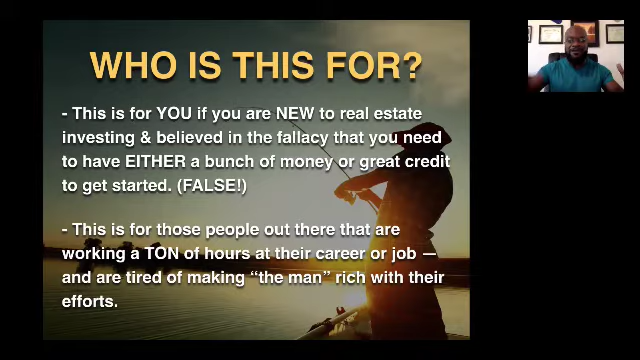 WHO IS THIS FOR?
- This is for YOU if you are NEW to real estate
investing & believed in the fallacy that you need
to have EITHER a bunch of money or great credit
to get started. (FALSE!)
- This is for those people out there that are
working a TON of hours at their career or job —
and are tired of making “the man” rich with their
efforts.